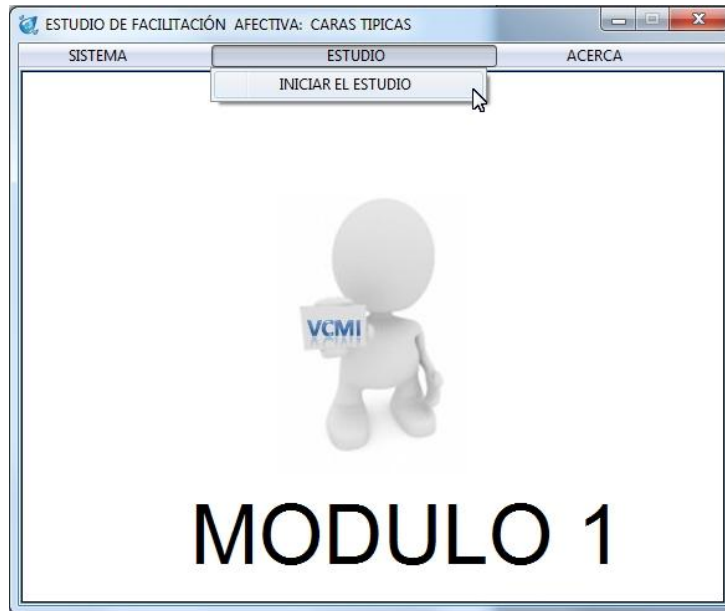 ESTUDIO DE FACILITACIÓN AFECTIVA: CARAS TIPICAS
SISTEMA ESTUDIO ACERCA
INICIAR EL ESTUDIO
VCMI
MODULO 1